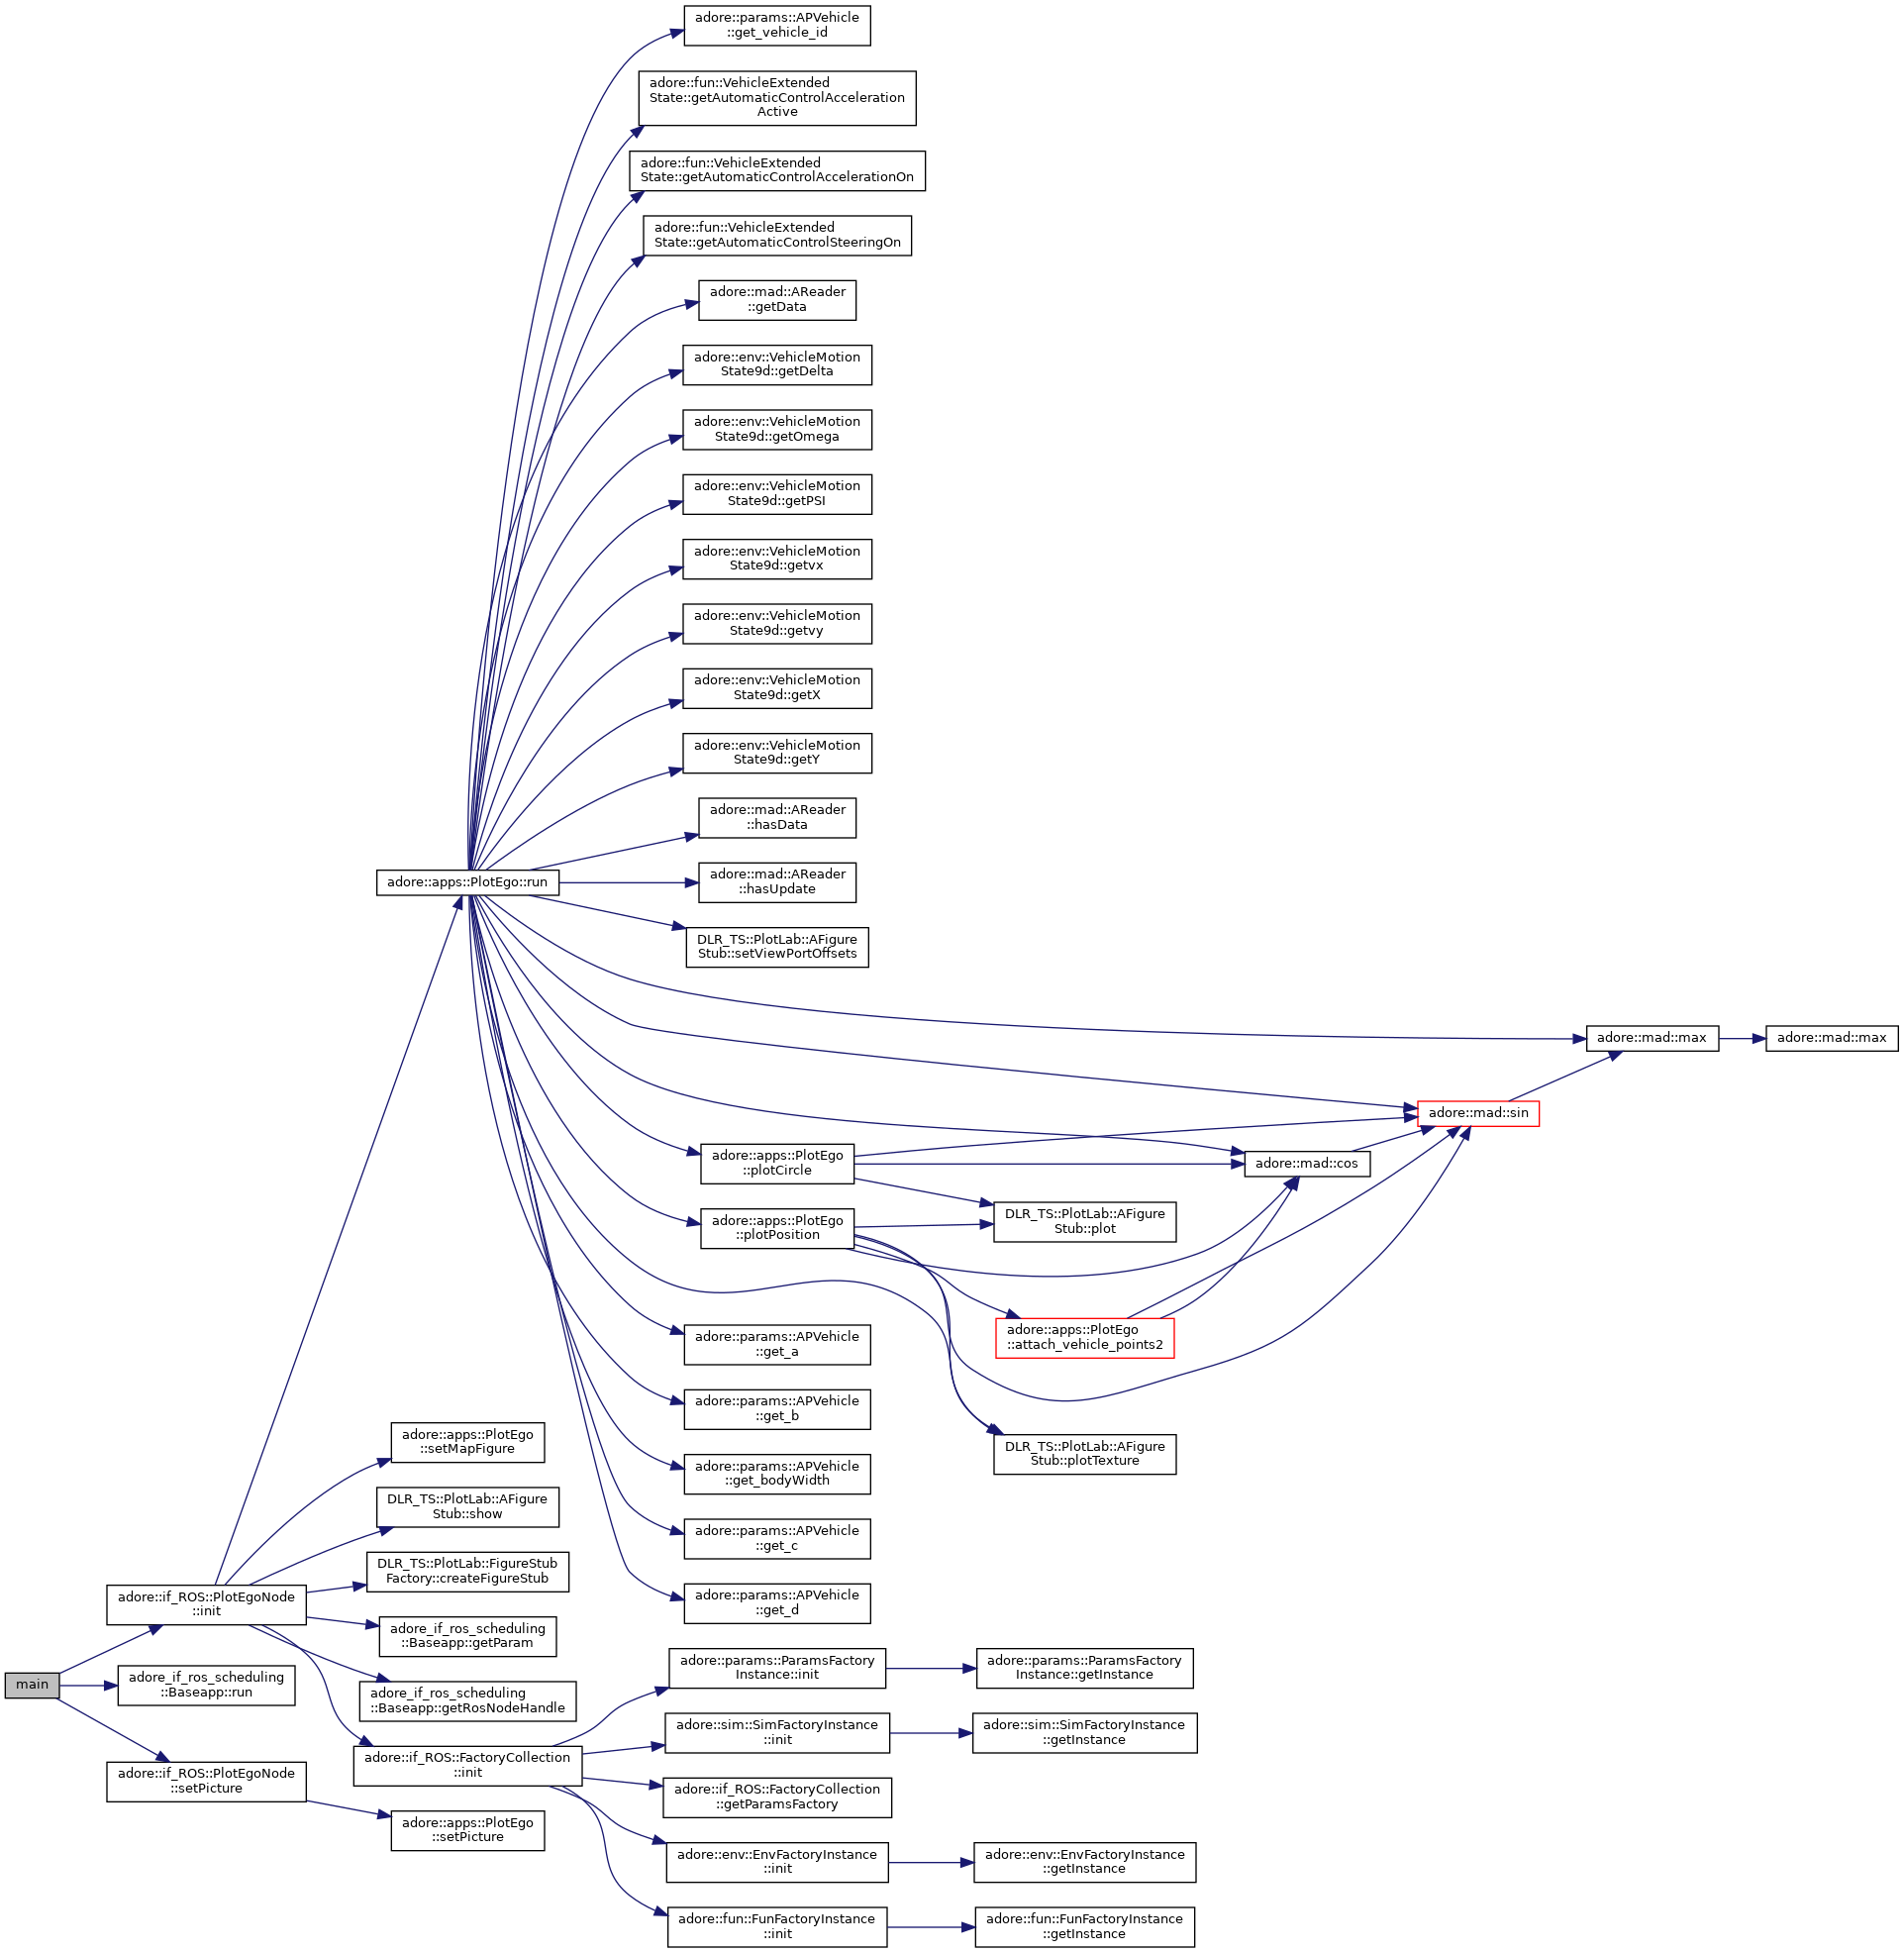 adore::params::APVehicle
::get_vehicle_id
adore::fun::VehicleExtended
State::getAutomaticControlAcceleration
Active
adore::fun::VehicleExtended
State::getAutomaticControlAccelerationOn
adore::fun::VehicleExtended
State::getAutomaticControlSteeringOn
adore::mad::AReader
::getData
adore::env::VehicleMotion
State9d::getDelta
adore::env::VehicleMotion
State9d::getOmega
adore::env::VehicleMotion
State9d::getPSI
adore::env::VehicleMotion
State9d::getvx
adore::env::VehicleMotion
State9d::getvy
adore::env::VehicleMotion
State9d::getX
adore::env::VehicleMotion
State9d::getY
adore::mad::AReader
::hasData
adore::apps::PlotEgo::run
adore::mad::AReader
::hasUpdate
DLR_TS::PlotLab::AFigure
Stub::setViewPortOffsets
adore::mad::max
adore::mad::max
adore::mad::sin
adore::apps::PlotEgo
::plotCircle
adore::mad::cos
adore::apps::PlotEgo
::plotPosition
DLR_TS::PlotLab::AFigure
Stub::plot
adore::params::APVehicle
::get_a
adore::apps::PlotEgo
::attach_vehicle_points2
adore::params::APVehicle
::get_b
adore::apps::PlotEgo
::setMapFigure
adore::params::APVehicle
::get_bodyWidth
DLR_TS::PlotLab::AFigure
Stub::plotTexture
DLR_TS::PlotLab::AFigure
Stub::show
adore::params::APVehicle
::get_c
DLR_TS::PlotLab::FigureStub
Factory::createFigureStub
adore::params::APVehicle
::get_d
adore::if_ROS::PlotEgoNode
::init
adore_if_ros_scheduling
::Baseapp::getParam
main
adore_if_ros_scheduling
::Baseapp::run
adore_if_ros_scheduling
::Baseapp::getRosNodeHandle
adore::params::ParamsFactory
Instance::init
adore::params::ParamsFactory
Instance::getInstance
adore::if_ROS::FactoryCollection
::init
adore::sim::SimFactoryInstance
::init
adore::sim::SimFactoryInstance
::getInstance
adore::if_ROS::PlotEgoNode
::setPicture
adore::if_ROS::FactoryCollection
::getParamsFactory
adore::apps::PlotEgo
::setPicture
adore::env::EnvFactoryInstance
::init
adore::env::EnvFactoryInstance
::getInstance
adore::fun::FunFactoryInstance
::init
adore::fun::FunFactoryInstance
::getInstance